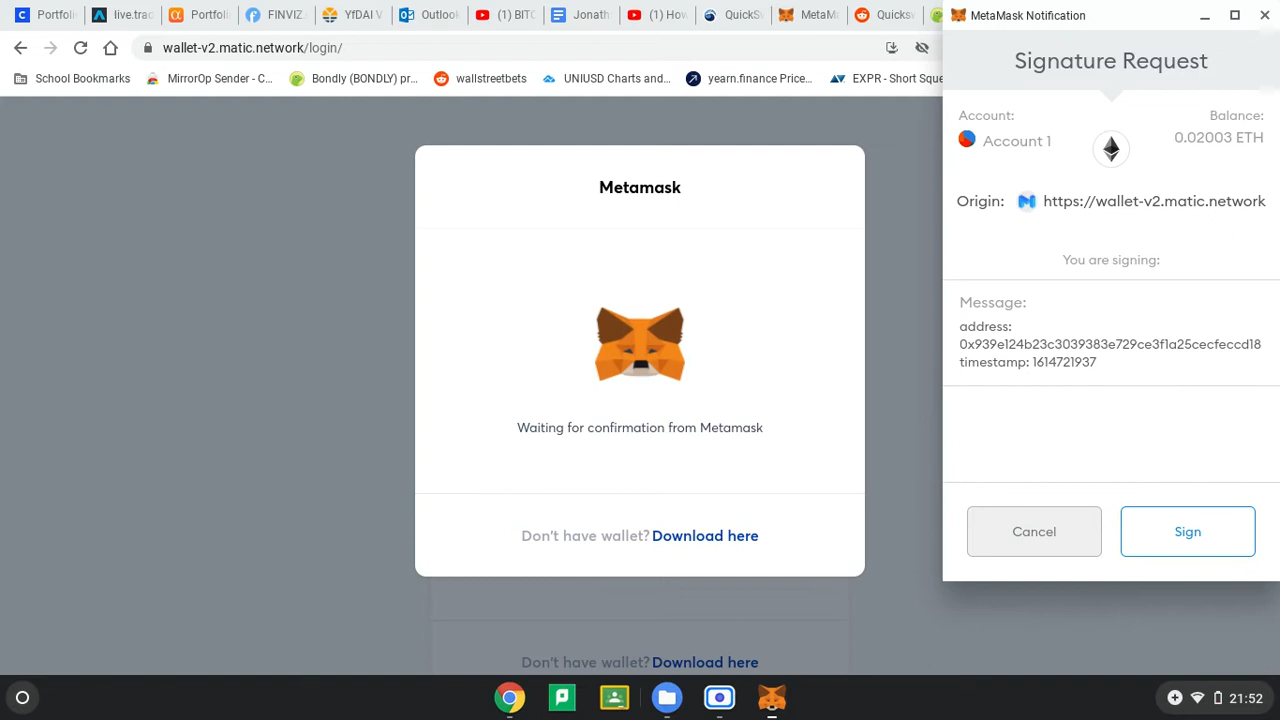 Portfoli
live.trac
Portfoli
FINVIZ.
YfDAI V
Outlook
(1) BITC
Jonath
(1) How
QuickS
MetaMa
Quicksw
MetaMask Notification
wallet-v2.matic.network/login/
School Bookmarks
MirrorOp Sender - C...
Bondly (BONDLY) pr...
wallstreetbets
UNIUSD Charts and...
yearn.finance Price...
EXPR - Short Sque
Signature Request
Account:
Balance:
Account 1
0.02003 ETH
Origin: https://wallet-v2.matic.network
You are signing:
Message:
address:
0x939e124b23c3039383e729ce3f1a25cecfeccd18
timestamp: 1614721937
Cancel
Sign
Metamask
Waiting for confirmation from Metamask
Don't have wallet? Download here
Don't have wallet? Download here
21:52